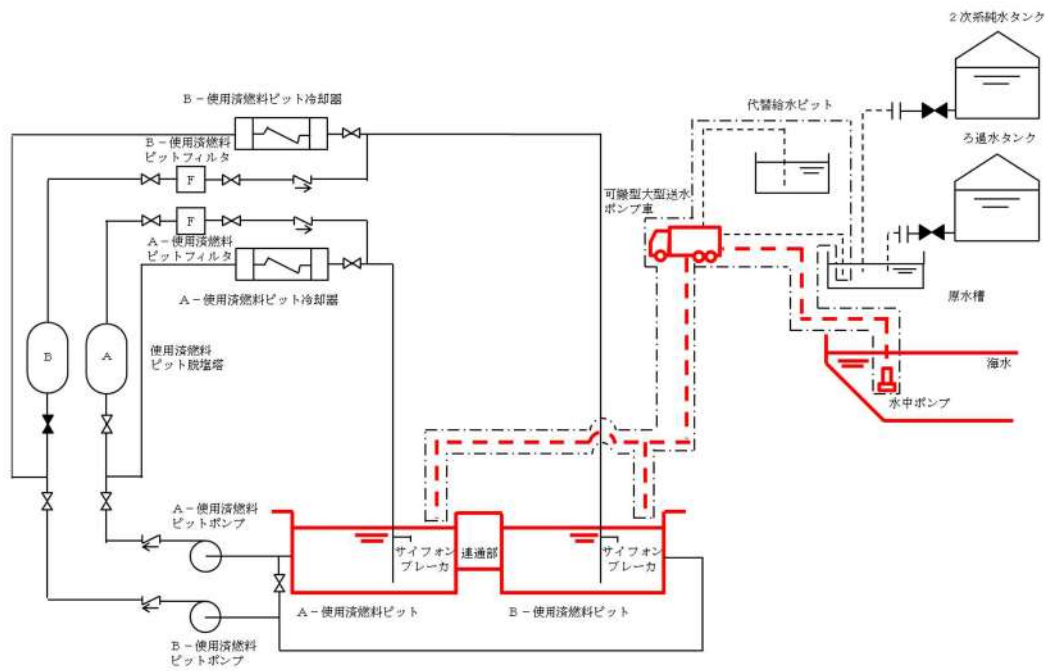 2次系純水タンク
B-使用済燃料ピット冷却器
代替給水ピット
B-使用済燃料
ピットフィルタ
F
ろ過水タンク
可搬型大型送水
ポンプ車
F
A-使用済燃料
ピットフィルタ
A-使用済燃料ピット冷却器
原水槽
B
A
使用済燃料
ピット脱塩塔
海水
水中ポンプ
A-使用済燃料
ピットポンプ
サイフォン
ブレーカ
連通部
サイフォン
ブレーカ
A-使用済燃料ピット
B-使用済燃料ピット
B-使用済燃料
ピットポンプ